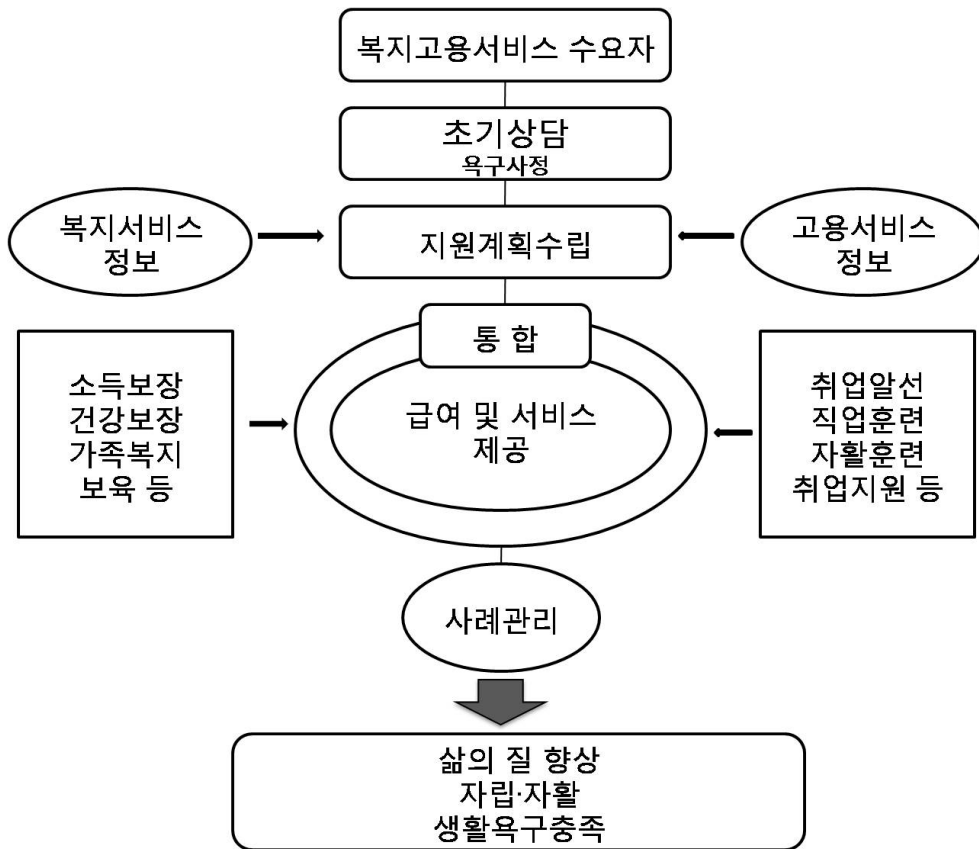 복지고용서비스 수요자
초기상담
욕구사정
복지서비스
정보
지원계획수립
고용서비스
정보
통 합
급여 및 서비스
제공
소득보장
건강보장
가족복지
보육 등
취업알선
직업훈련
자활훈련
취업지원 등
사례관리
삶의 질 향상
자립·자활
생활욕구충족